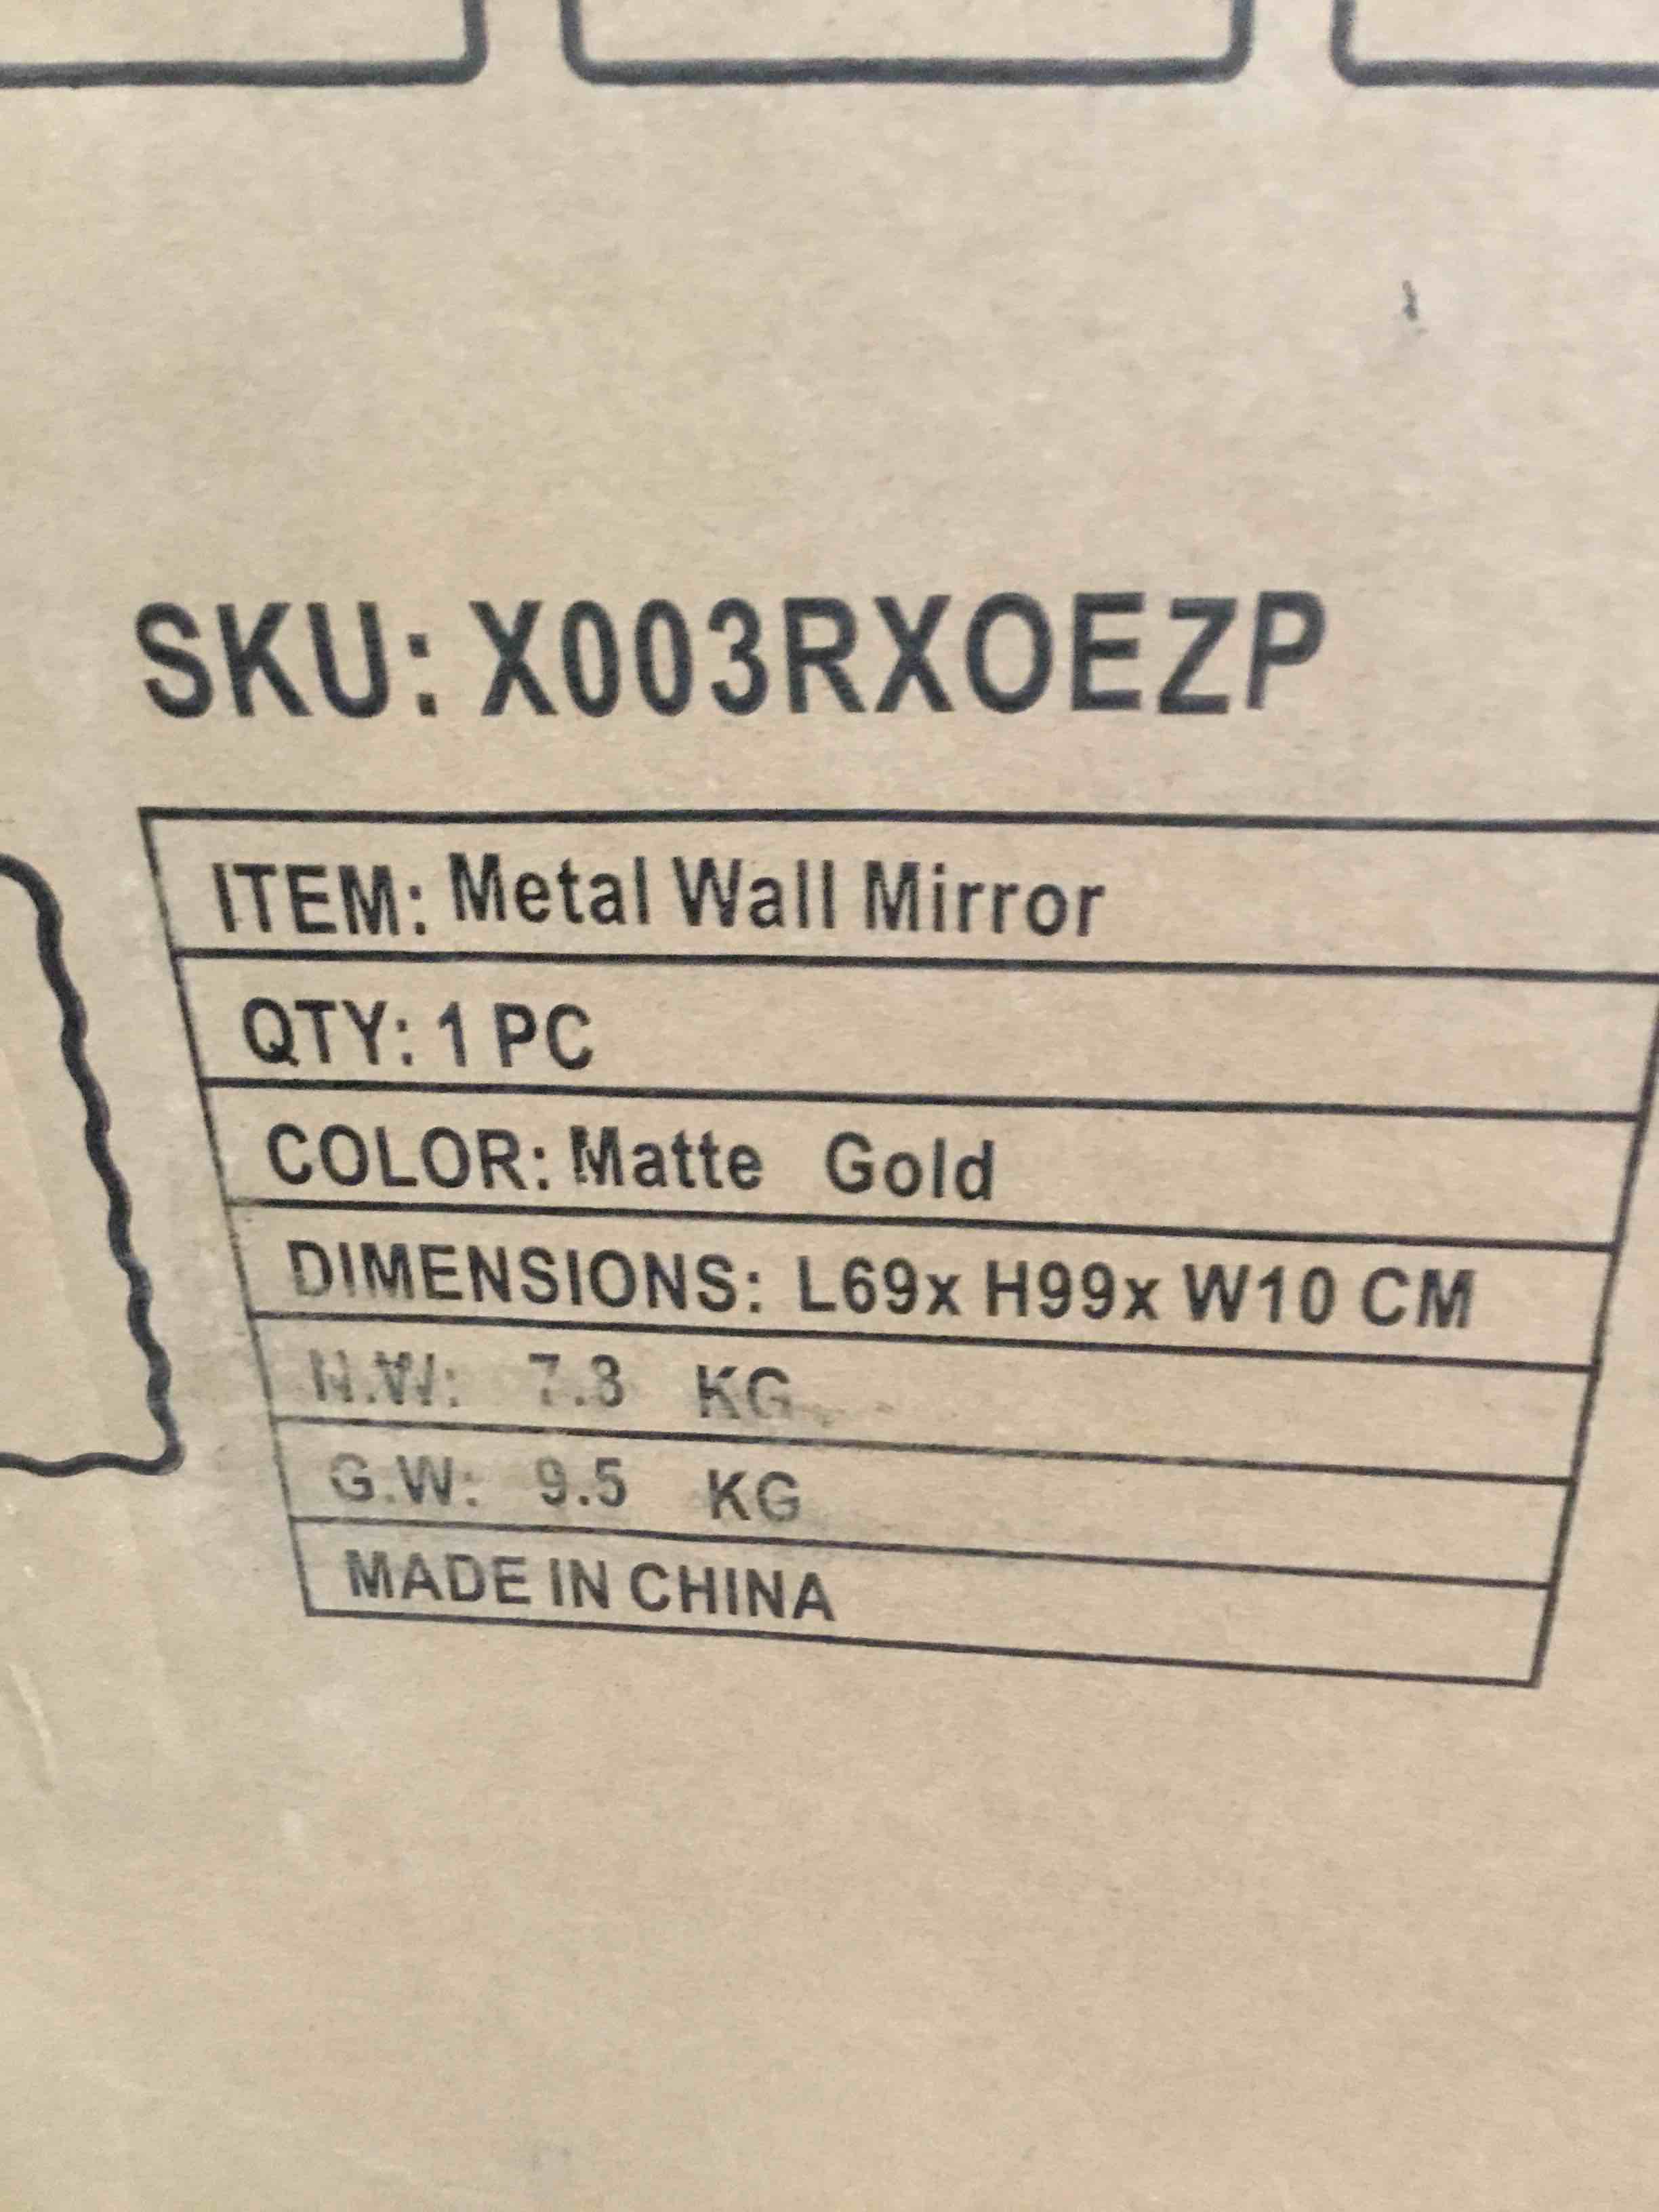 SKU: X003RXOEZP
ITEM: Metal Wall Mirror
QTY: 1 PC
COLOR: Matte Gold
DIMENSIONS: L69x H99x W10 CM
N.W: 7.3 KG
G.W: 9.5 KG
MADE IN CHINA